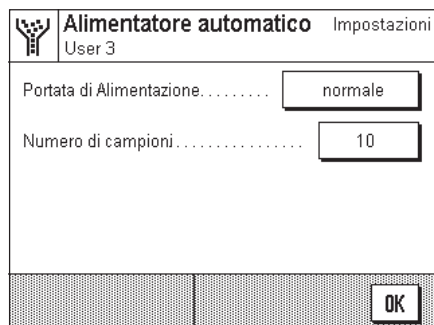 Alimentatore automatico Impostazioni
User 3
Portata di Alimentazione......... normale
Numero di campioni................ 10
OK